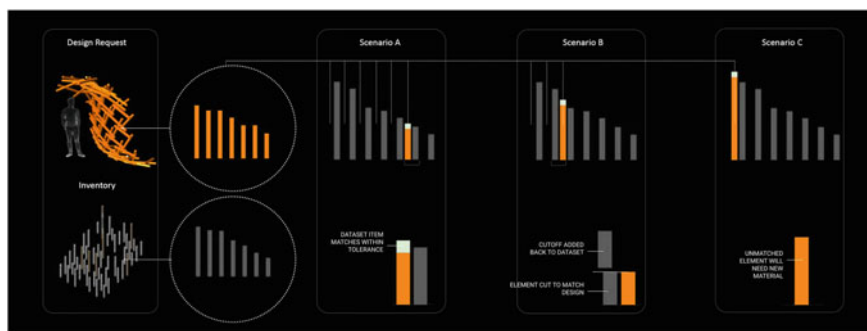 Design Request
Inventory
Scenario A
DATASET ITEM
MATCHES WITHIN
TOLERANCE
Scenario B
CUTOFF ADDED
BACK TO DATASET
ELEMENT CUT TO MATCH
DESIGN
Scenario C
UNMATCHED
ELEMENT WILL
NEED NEW
MATERIAL